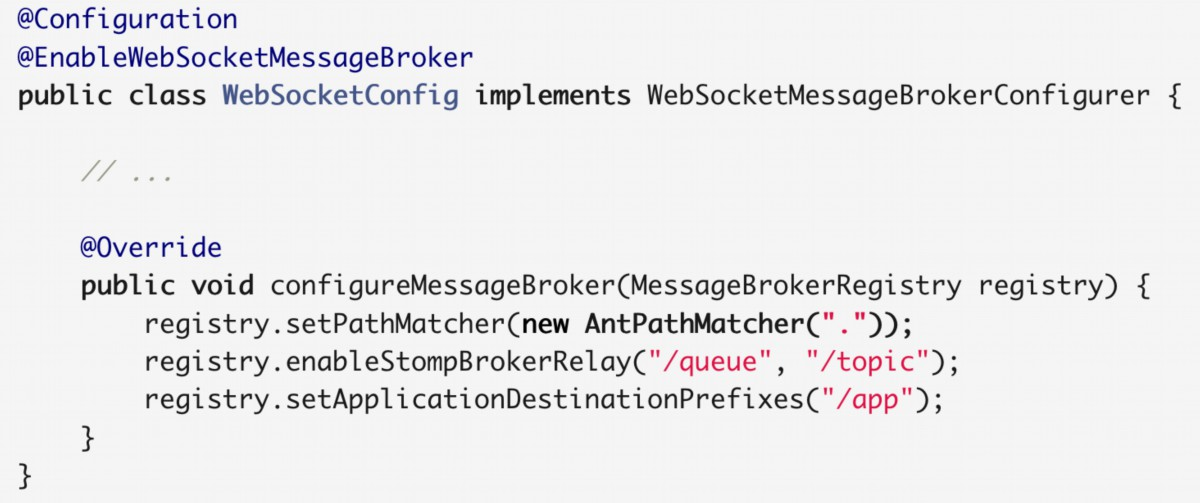 @Configuration
@EnableWebSocketMessageBroker
public class WebSocketConfig implements WebSocketMessageBrokerConfigurer {
// ...
@Override
public void configureMessageBroker(MessageBrokerRegistry registry) {
registry.setPathMatcher(new AntPathMatcher("."));
registry.enableStompBrokerRelay("/queue", "/topic");
registry.setApplicationDestinationPrefixes("/app");
}
}